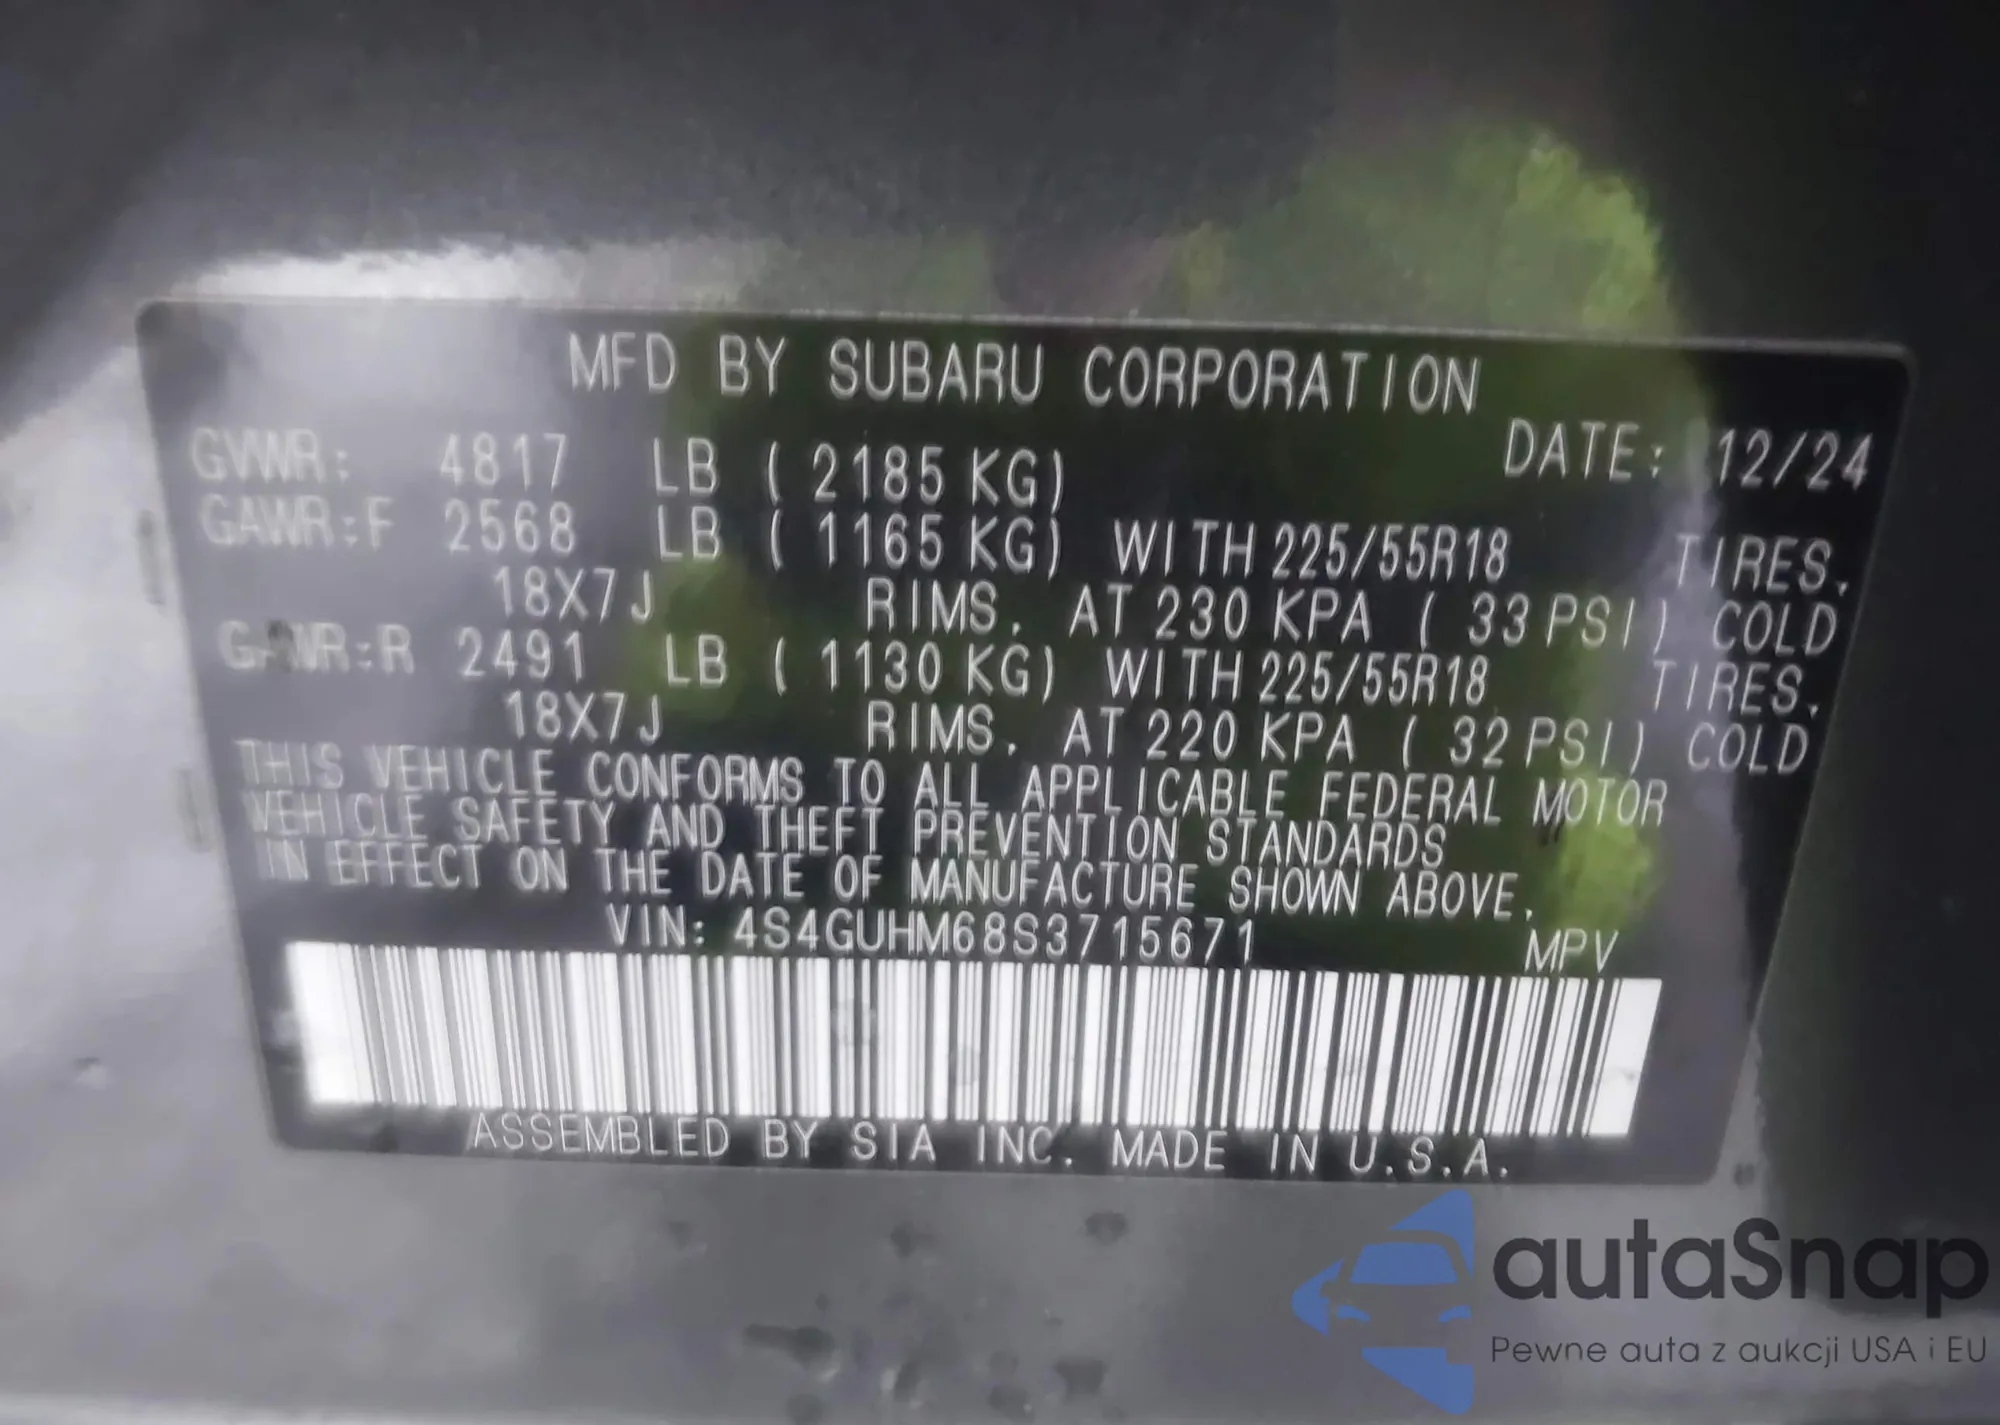 MFD BY SUBARU CORPORATION
DATE: 12/24
GVWR: 4817 LB ( 2185 KG)
GAWR:F 2568 LB ( 1165 KG) WITH 225/55R18 TIRES.
18X7J RIMS. AT 230 KPA ( 33 PSI) COLD
GAWR:R 2491 LB ( 1130 KG) WITH 225/55R18 TIRES.
18X7J RIMS. AT 220 KPA ( 32 PSI) COLD
THIS VEHICLE CONFORMS TO ALL APPLICABLE FEDERAL MOTOR
VEHICLE SAFETY AND THEFT PREVENTION STANDARDS
IN EFFECT ON THE DATE OF MANUFACTURE SHOWN ABOVE.
VIN: 4S4GUHM68S3715671 MPV
ASSEMBLED BY SIA INC. MADE IN U.S.A.
autaSnap
Pewne auta z aukcji USA i EU